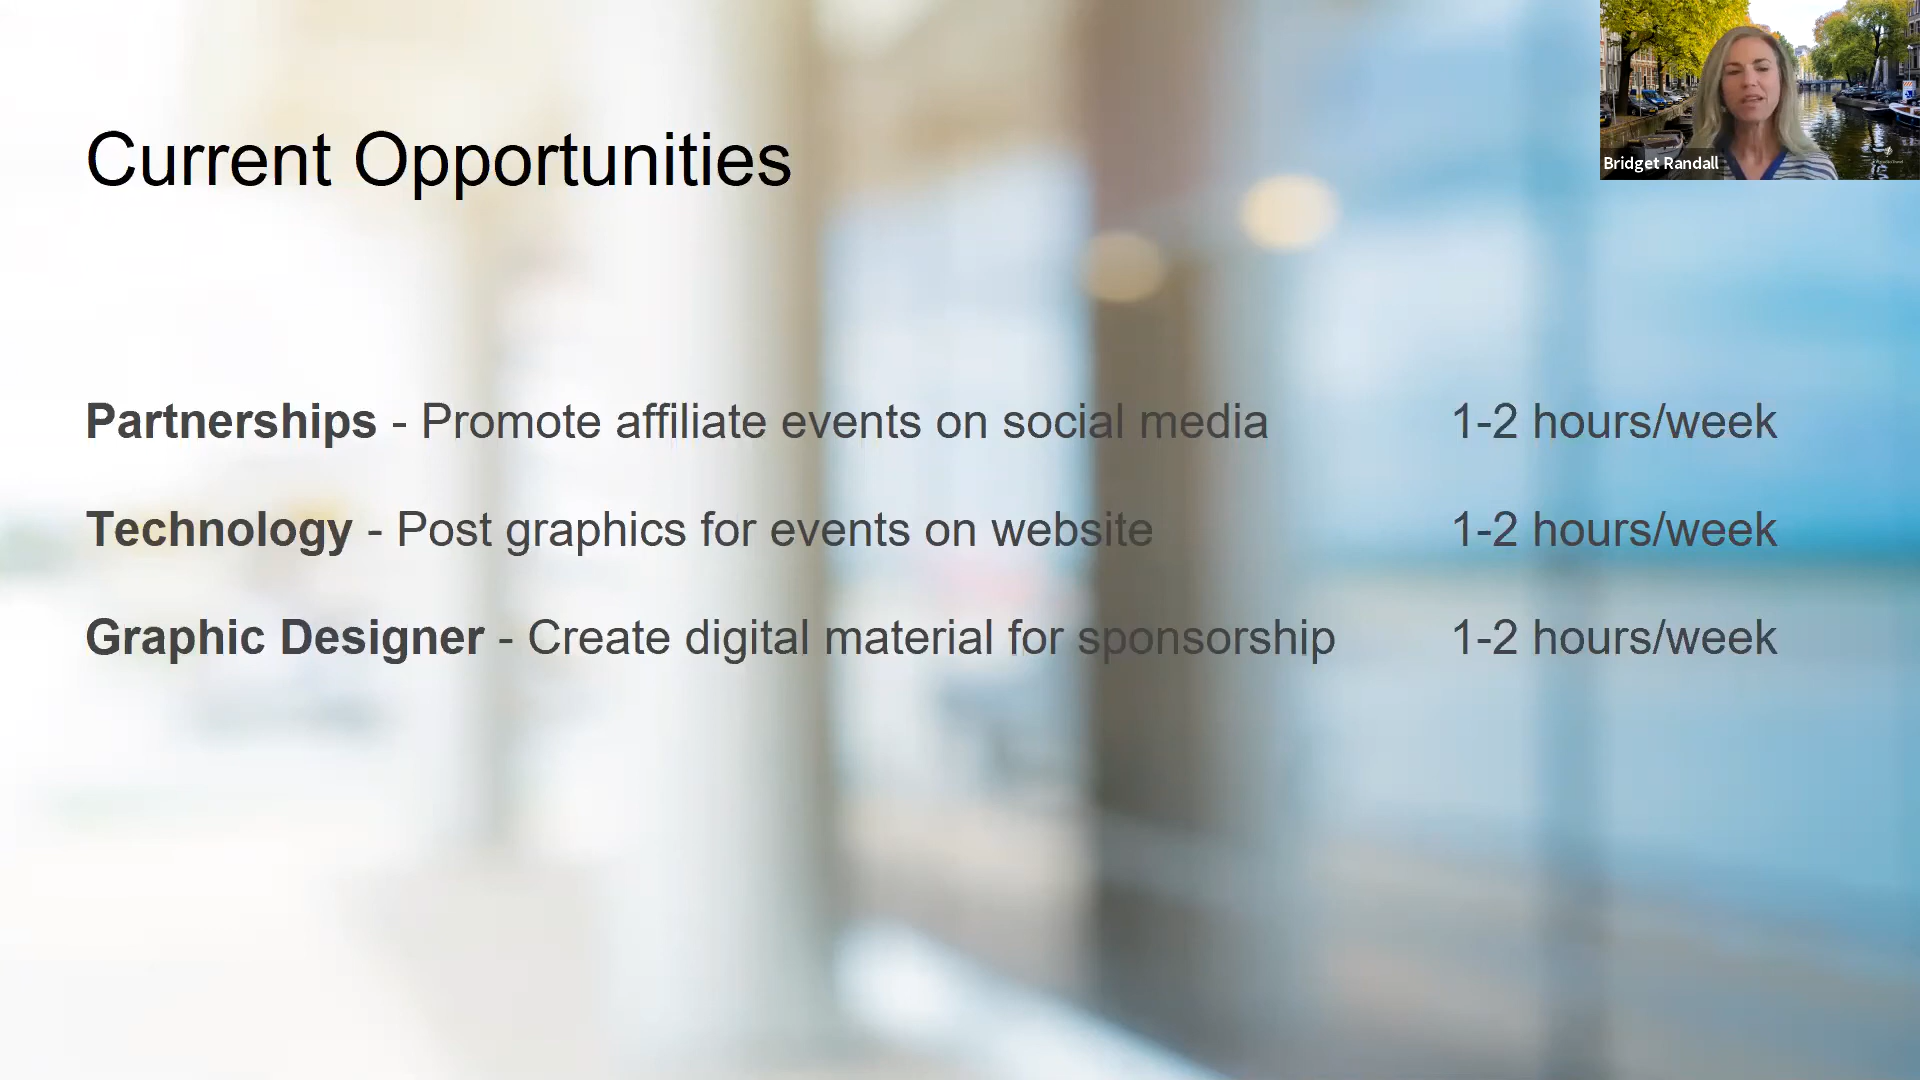 Current Opportunities
Bridget Randall
Partnerships - Promote affiliate events on social media 1-2 hours/week
Technology - Post graphics for events on website 1-2 hours/week
Graphic Designer - Create digital material for sponsorship 1-2 hours/week